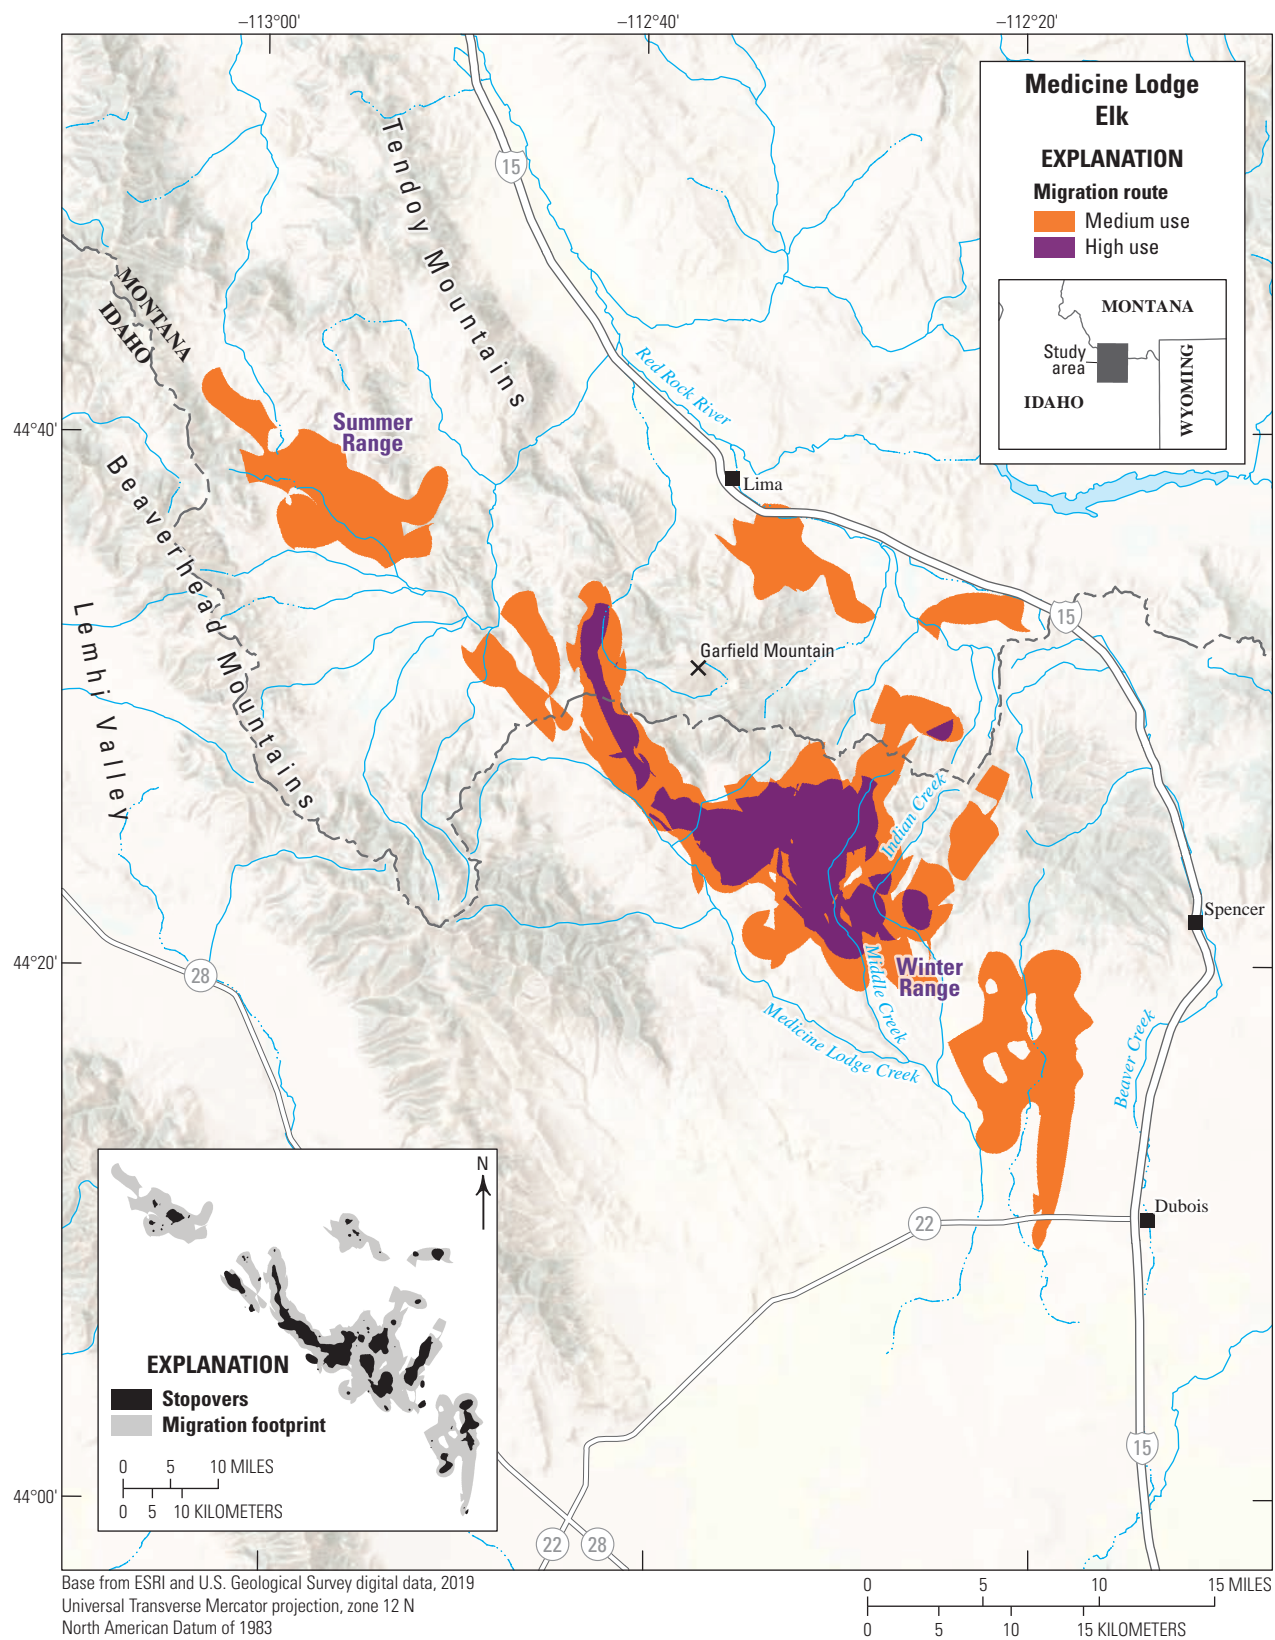 –113°00'
–112°40'
–112°20'
Medicine Lodge
Elk
EXPLANATION
Migration route
Medium use
High use
MONTANA
Study
area
IDAHO
WYOMING
15
Tendoy Mountains
MONTANA
IDAHO
Red Rock River
Summer
Range
44°40'
Lima
Beaverhead Mountains
Lemhi Valley
15
Garfield Mountain
Indian Creek
Spencer
28
44°20'
Winter
Range
Middle Creek
Medicine Lodge Creek
Beaver Creek
Dubois
22
N
EXPLANATION
Stopovers
Migration footprint
0 5 10 MILES
0 5 10 KILOMETERS
15
44°00'
22
28
Base from ESRI and U.S. Geological Survey digital data, 2019
Universal Transverse Mercator projection, zone 12 N
North American Datum of 1983
0 5 10 15 MILES
0 5 10 15 KILOMETERS